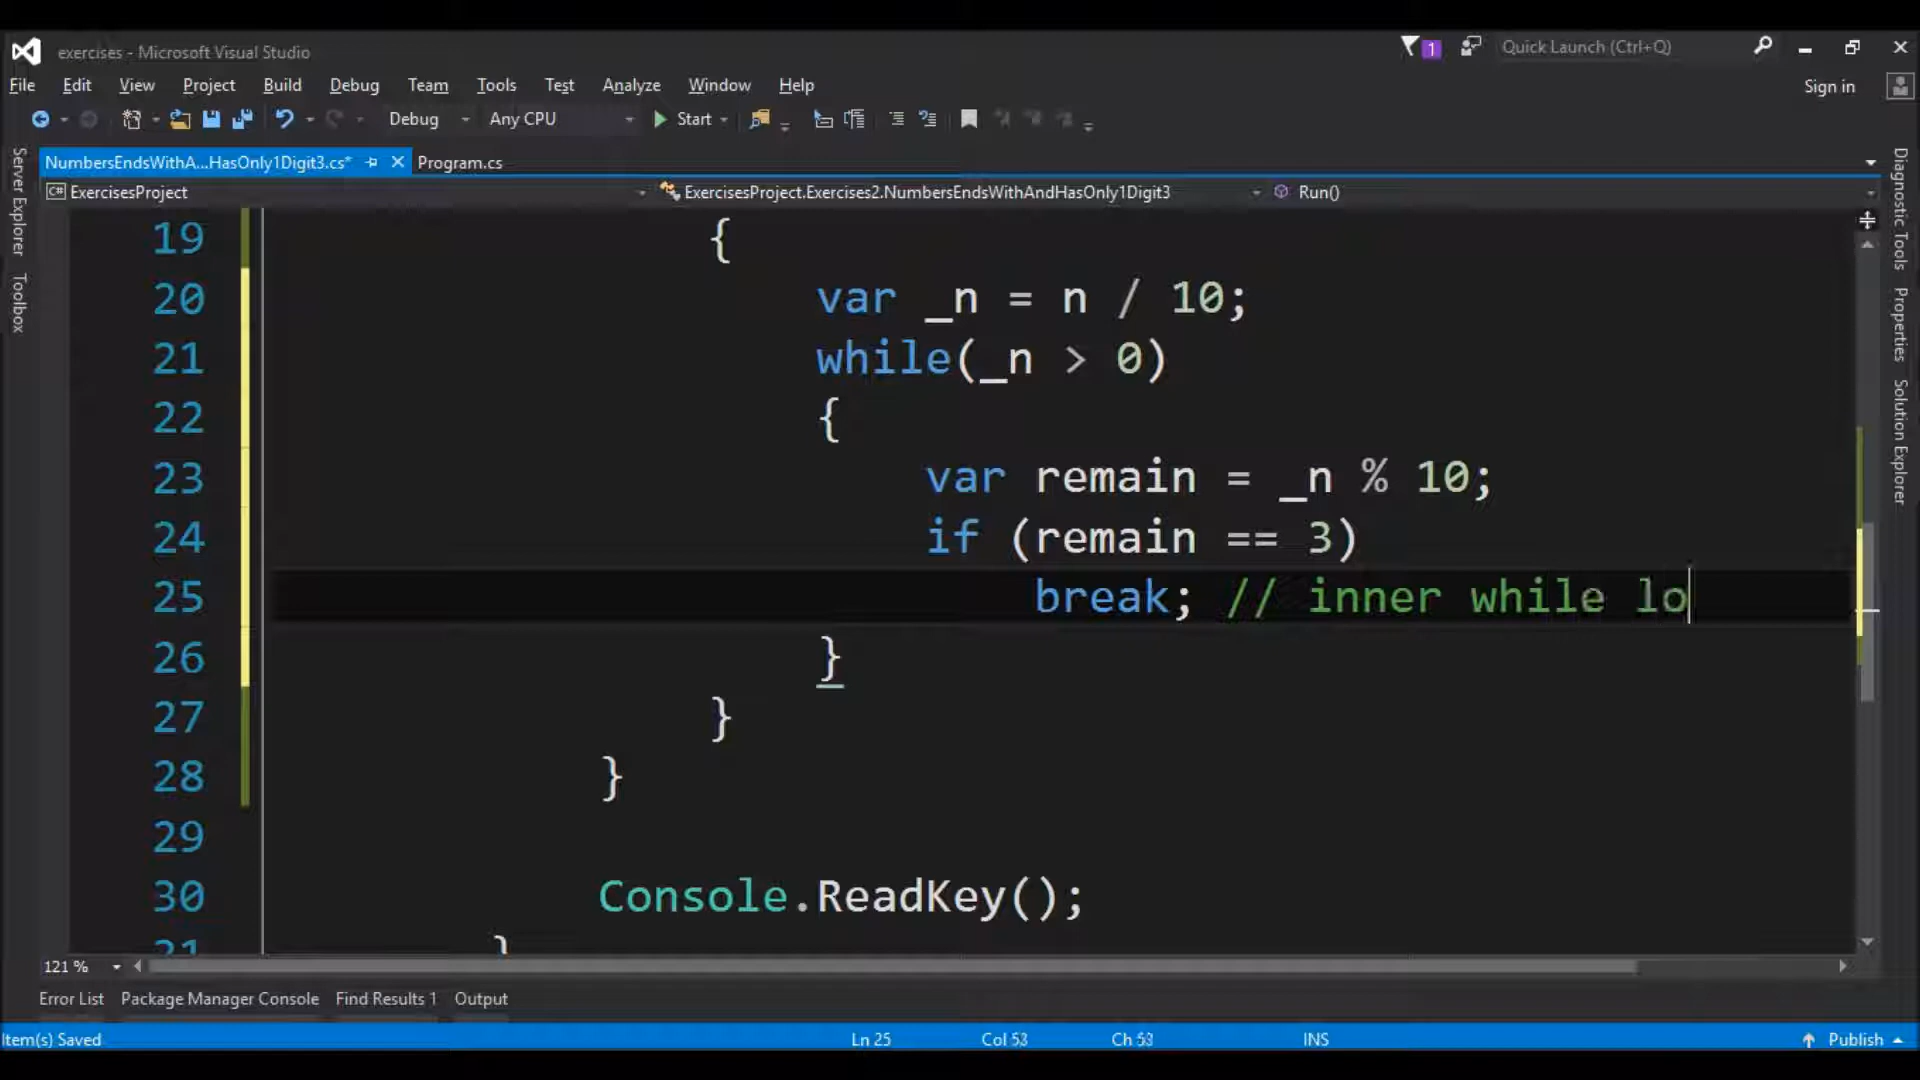 exercises - Microsoft Visual Studio
1
Quick Launch (Ctrl+Q)
File Edit View Project Build Debug Team Tools Test Analyze Window Help
Sign in
Debug Any CPU Start
NumbersEndsWithA...HasOnly1Digit3.cs* Program.cs
C# ExercisesProject ExercisesProject.Exercises2.NumbersEndsWithAndHasOnly1Digit3 Run()
Server Explorer
Toolbox
Diagnostic Tools
Properties
Solution Explorer
19 {
20 var _n = n / 10;
21 while(_n > 0)
22 {
23 var remain = _n % 10;
24 if (remain == 3)
25 break; // inner while lo
26 }
27 }
28 }
29
30 Console.ReadKey();
31 }
121 %
Error List Package Manager Console Find Results 1 Output
Item(s) Saved Ln 25 Col 53 Ch 53 INS Publish